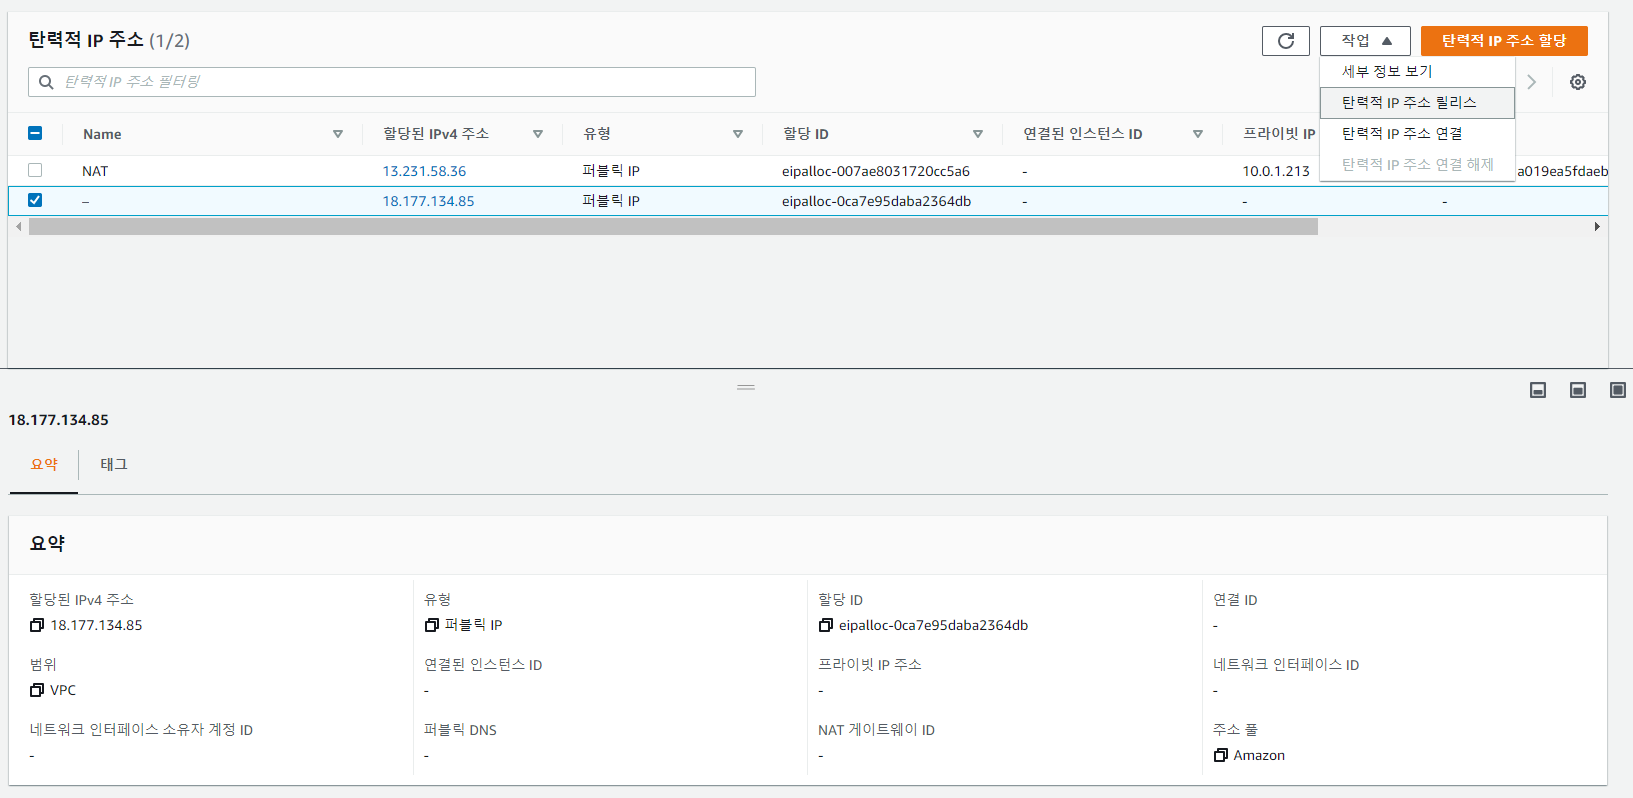 탄력적 IP 주소 (1/2)
작업
탄력적 IP 주소 할당
탄력적 IP 주소 필터링
세부 정보 보기
탄력적 IP 주소 릴리스
탄력적 IP 주소 연결
탄력적 IP 주소 연결 해제
Name 할당된 IPv4 주소 유형 할당 ID 연결된 인스턴스 ID 프라이빗 IP
NAT 13.231.58.36 퍼블릭 IP eipalloc-007ae8031720cc5a6 - 10.0.1.213 a019ea5fdaeb
– 18.177.134.85 퍼블릭 IP eipalloc-0ca7e95daba2364db - - -
18.177.134.85
요약 태그
요약
할당된 IPv4 주소 유형 할당 ID 연결 ID
18.177.134.85 퍼블릭 IP eipalloc-0ca7e95daba2364db -
범위 연결된 인스턴스 ID 프라이빗 IP 주소 네트워크 인터페이스 ID
VPC - - -
네트워크 인터페이스 소유자 계정 ID 퍼블릭 DNS NAT 게이트웨이 ID 주소 풀
- - - Amazon